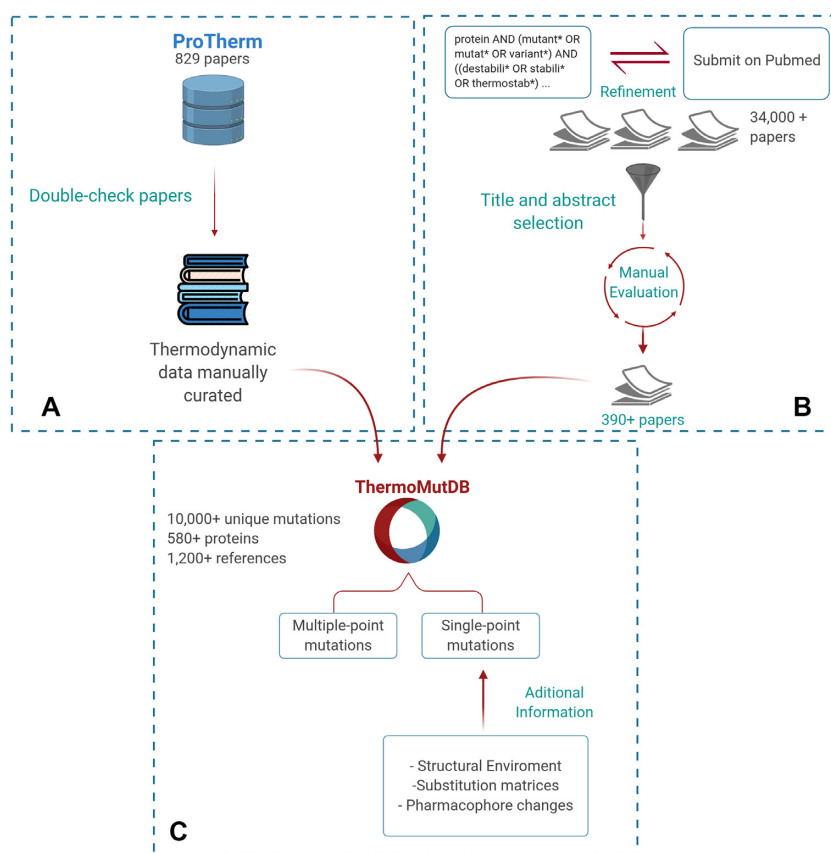 ProTherm
829 papers
Double-check papers
Thermodynamic
data manually
curated
A
protein AND (mutant* OR
mutat* OR variant*) AND
((destabili* OR stabili*
OR thermostab*) ...
Submit on Pubmed
Refinement
34,000 +
papers
Title and abstract
selection
Manual
Evaluation
390+ papers
B
ThermoMutDB
10,000+ unique mutations
580+ proteins
1,200+ references
Multiple-point
mutations
Single-point
mutations
Aditional
Information
- Structural Enviroment
-Substitution matrices
- Pharmacophore changes
C